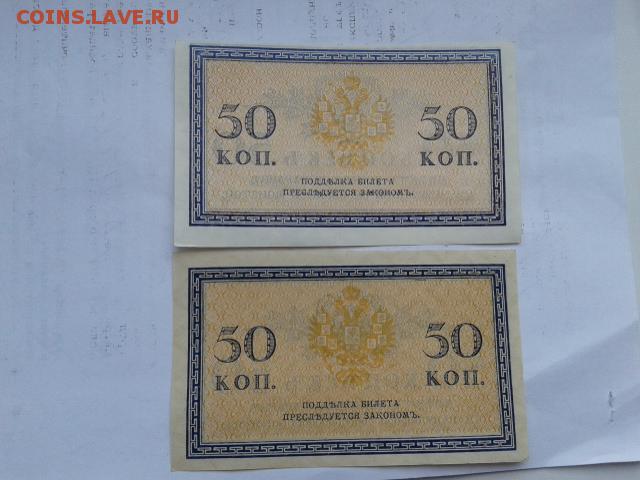 COINS.LAVE.RU
50 50
КОП. КОП.
ПОДДѢЛКА БИЛЕТА
ПРЕСЛѢДУЕТСЯ ЗАКОНОМЪ.
50 50
КОП. КОП.
ПОДДѢЛКА БИЛЕТА
ПРЕСЛѢДУЕТСЯ ЗАКОНОМЪ.